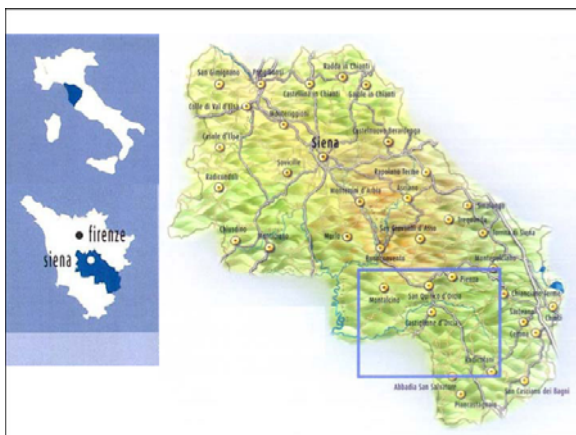 firenze
siena
Radda in Chianti
San Gimignano
Poggibonsi
Castellina in Chianti
Gaiole in Chianti
Colle di Val d'Elsa
Monteriggioni
Castelnuovo Berardenga
Casole d'Elsa
Siena
Sovicille
Rapolano Terme
Radicondoli
Asciano
Monteroni d'Arbia
Sinalunga
Trequanda
Chiusdino
Monticiano
Murlo
San Giovanni d'Asso
Torrita di Siena
Buonconvento
Montepulciano
Pienza
Montalcino
San Quirico d'Orcia
Chianciano Terme
Castiglione d'Orcia
Sarteano
Chiusi
Cetona
Radicofani
Abbadia San Salvatore
San Casciano dei Bagni
Piancastagnaio